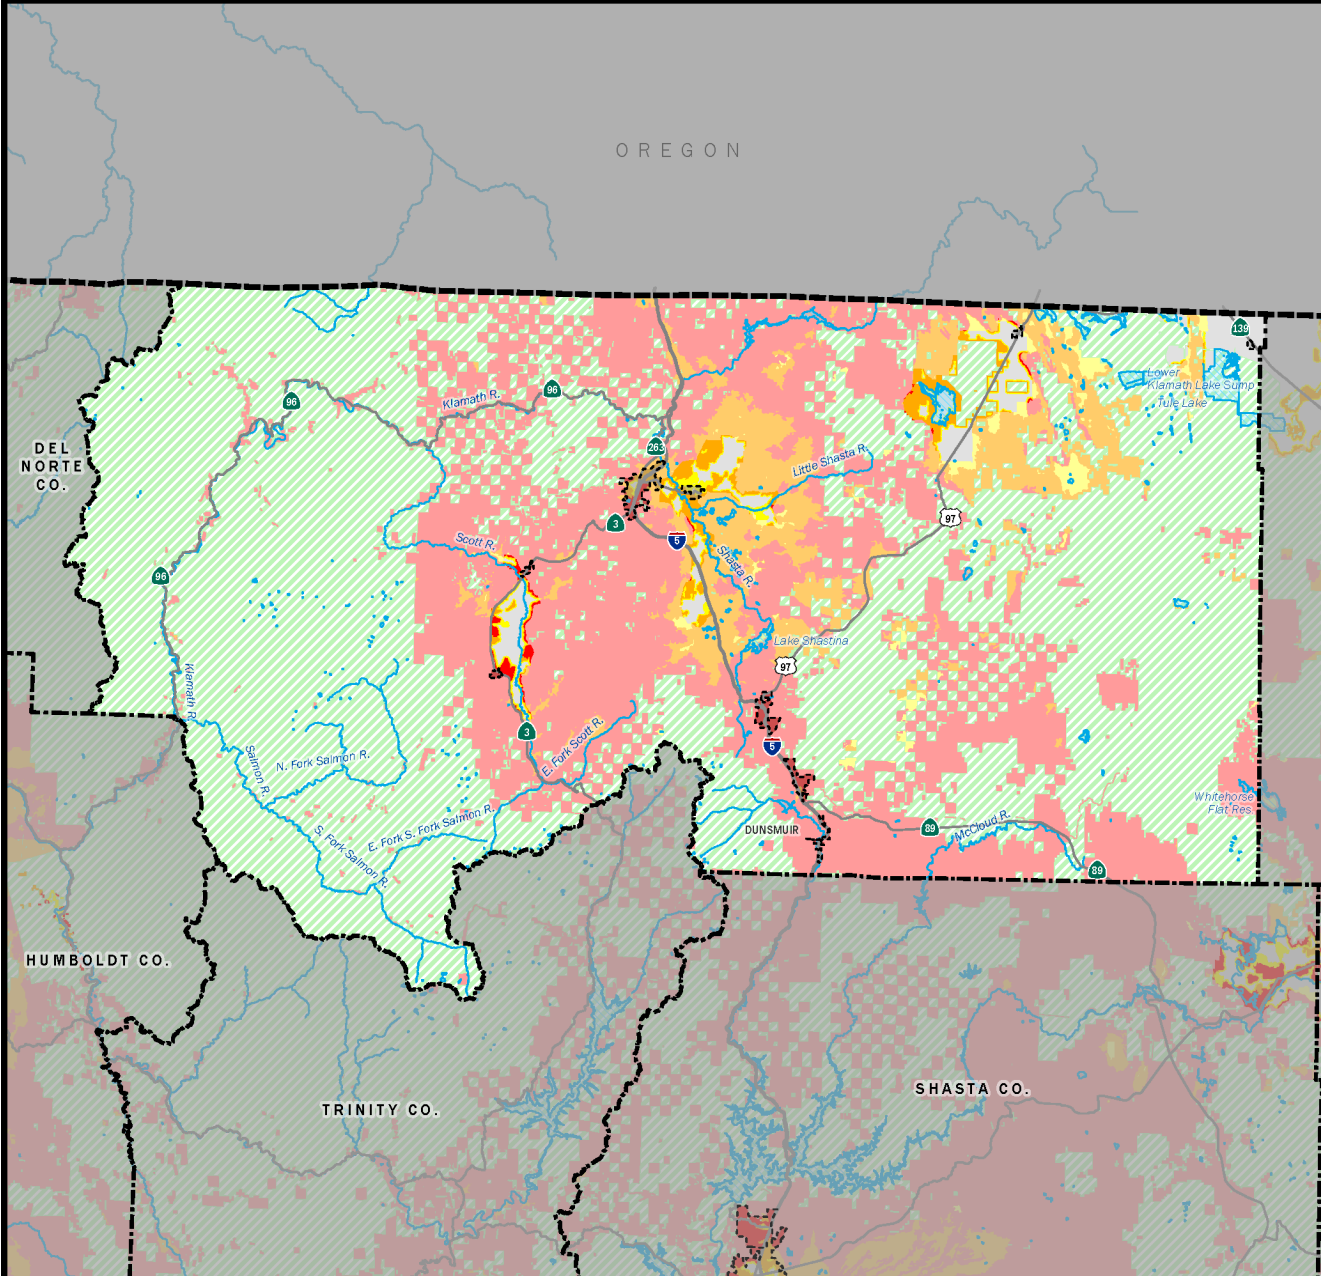 OREGON
139
Lower
Klamath Lake Sump
Tule Lake
96
96
Klamath R.
263
DEL
NORTE
CO.
Little Shasta R.
97
3
5
Scott R.
Shasta R.
96
Lake Shastina
97
Klamath R.
3
E. Fork Scott R.
5
Salmon R.
N. Fork Salmon R.
Whitehorse
Flat Res.
E. Fork S. Fork Salmon R.
S. Fork Salmon R.
DUNSMUIR
89
McCloud R.
89
HUMBOLDT CO.
TRINITY CO.
SHASTA CO.